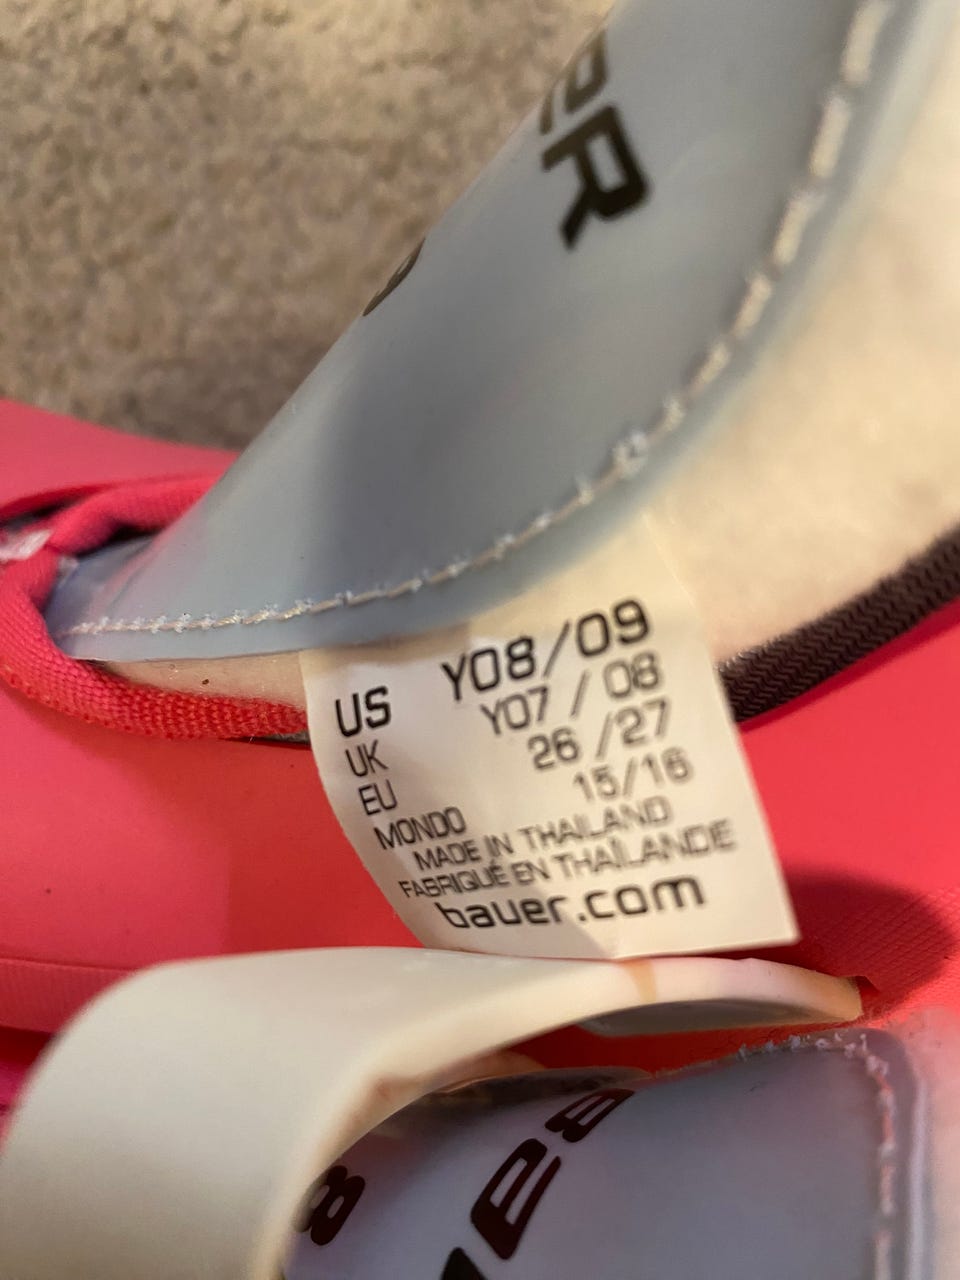 ER
US Y08/09
UK Y07/08
EU 26/27
MONDO 15/16
MADE IN THAILAND
FABRIQUÉ EN THAÏLANDE
bauer.com